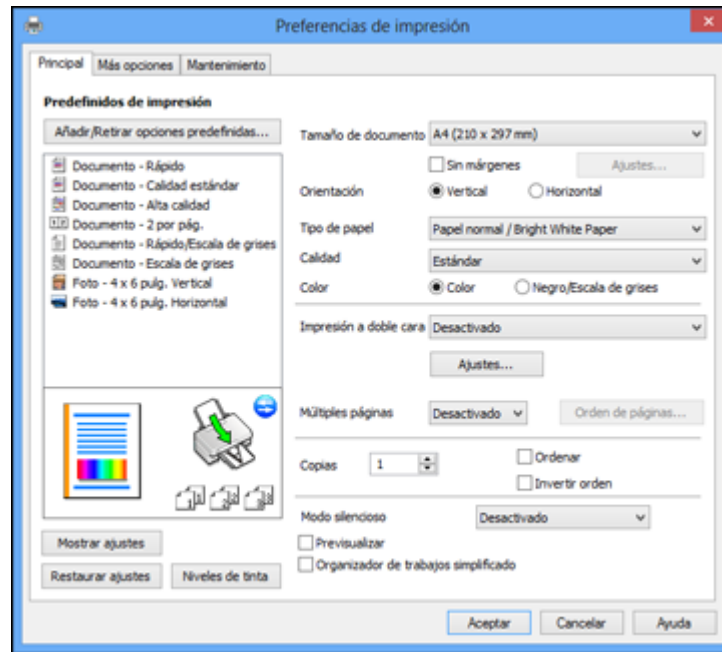 Preferencias de impresión
Principal Más opciones Mantenimiento
Predefinidos de impresión
Añadir/Retirar opciones predefinidas...
Documento - Rápido
Documento - Calidad estándar
Documento - Alta calidad
Documento - 2 por pág.
Documento - Rápido/Escala de grises
Documento - Escala de grises
Foto - 4 x 6 pulg. Vertical
Foto - 4 x 6 pulg. Horizontal
Mostrar ajustes
Restaurar ajustes Niveles de tinta
Tamaño de documento A4 (210 x 297 mm)
Sin márgenes Ajustes...
Orientación Vertical Horizontal
Tipo de papel Papel normal / Bright White Paper
Calidad Estándar
Color Color Negro/Escala de grises
Impresión a doble cara Desactivado
Ajustes...
Múltiples páginas Desactivado Orden de páginas...
Copias 1 Ordenar
Invertir orden
Modo silencioso Desactivado
Previsualizar
Organizador de trabajos simplificado
Aceptar Cancelar Ayuda